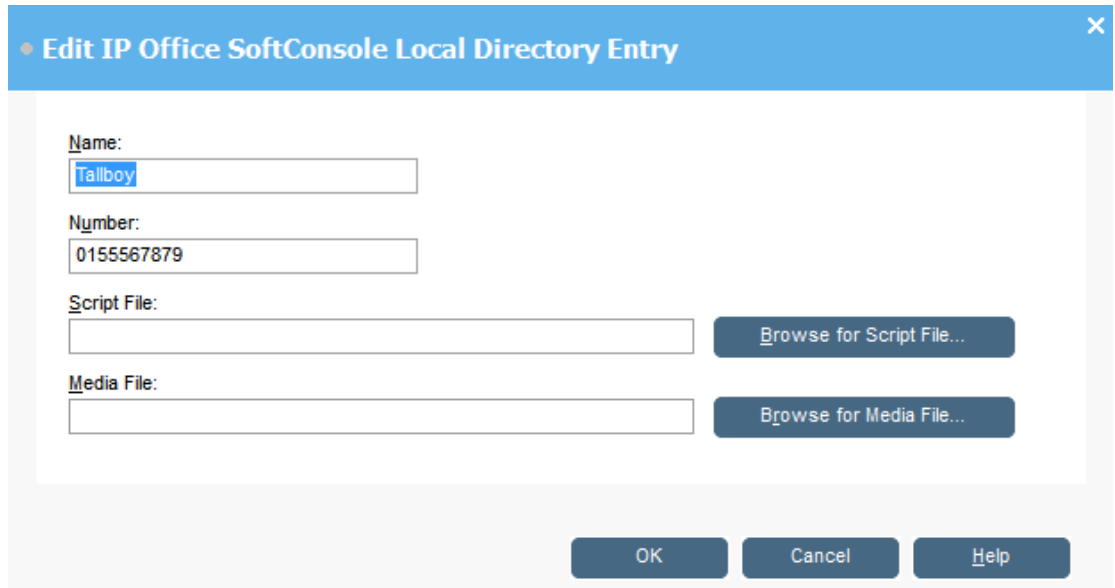 Edit IP Office SoftConsole Local Directory Entry
Name:
Tallboy
Number:
0155567879
Script File:
Browse for Script File...
Media File:
Browse for Media File...
OK Cancel Help